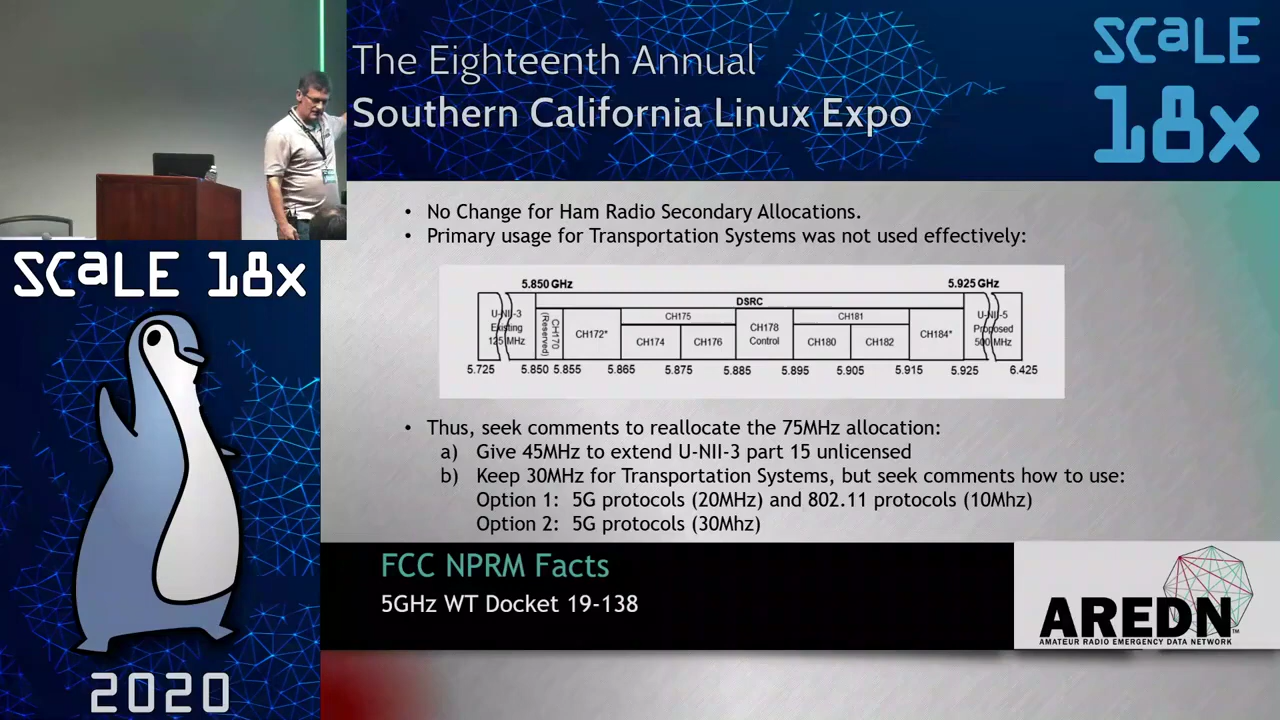 The Eighteenth Annual
Southern California Linux Expo
SCaLE
18x
SCaLE 18x
2020
• No Change for Ham Radio Secondary Allocations.
• Primary usage for Transportation Systems was not used effectively:
5.850 GHz 5.925 GHz
DSRC
U-NII-3 Existing 125 MHz
CH170 (Reserved)
CH172*
CH175
CH174 CH176
CH178 Control
CH181
CH180 CH182
CH184*
U-NII-5 Proposed 500 MHz
5.725 5.850 5.855 5.865 5.875 5.885 5.895 5.905 5.915 5.925 6.425
• Thus, seek comments to reallocate the 75MHz allocation:
a) Give 45MHz to extend U-NII-3 part 15 unlicensed
b) Keep 30MHz for Transportation Systems, but seek comments how to use:
Option 1: 5G protocols (20MHz) and 802.11 protocols (10Mhz)
Option 2: 5G protocols (30Mhz)
FCC NPRM Facts
5GHz WT Docket 19-138
AREDN™
AMATEUR RADIO EMERGENCY DATA NETWORK